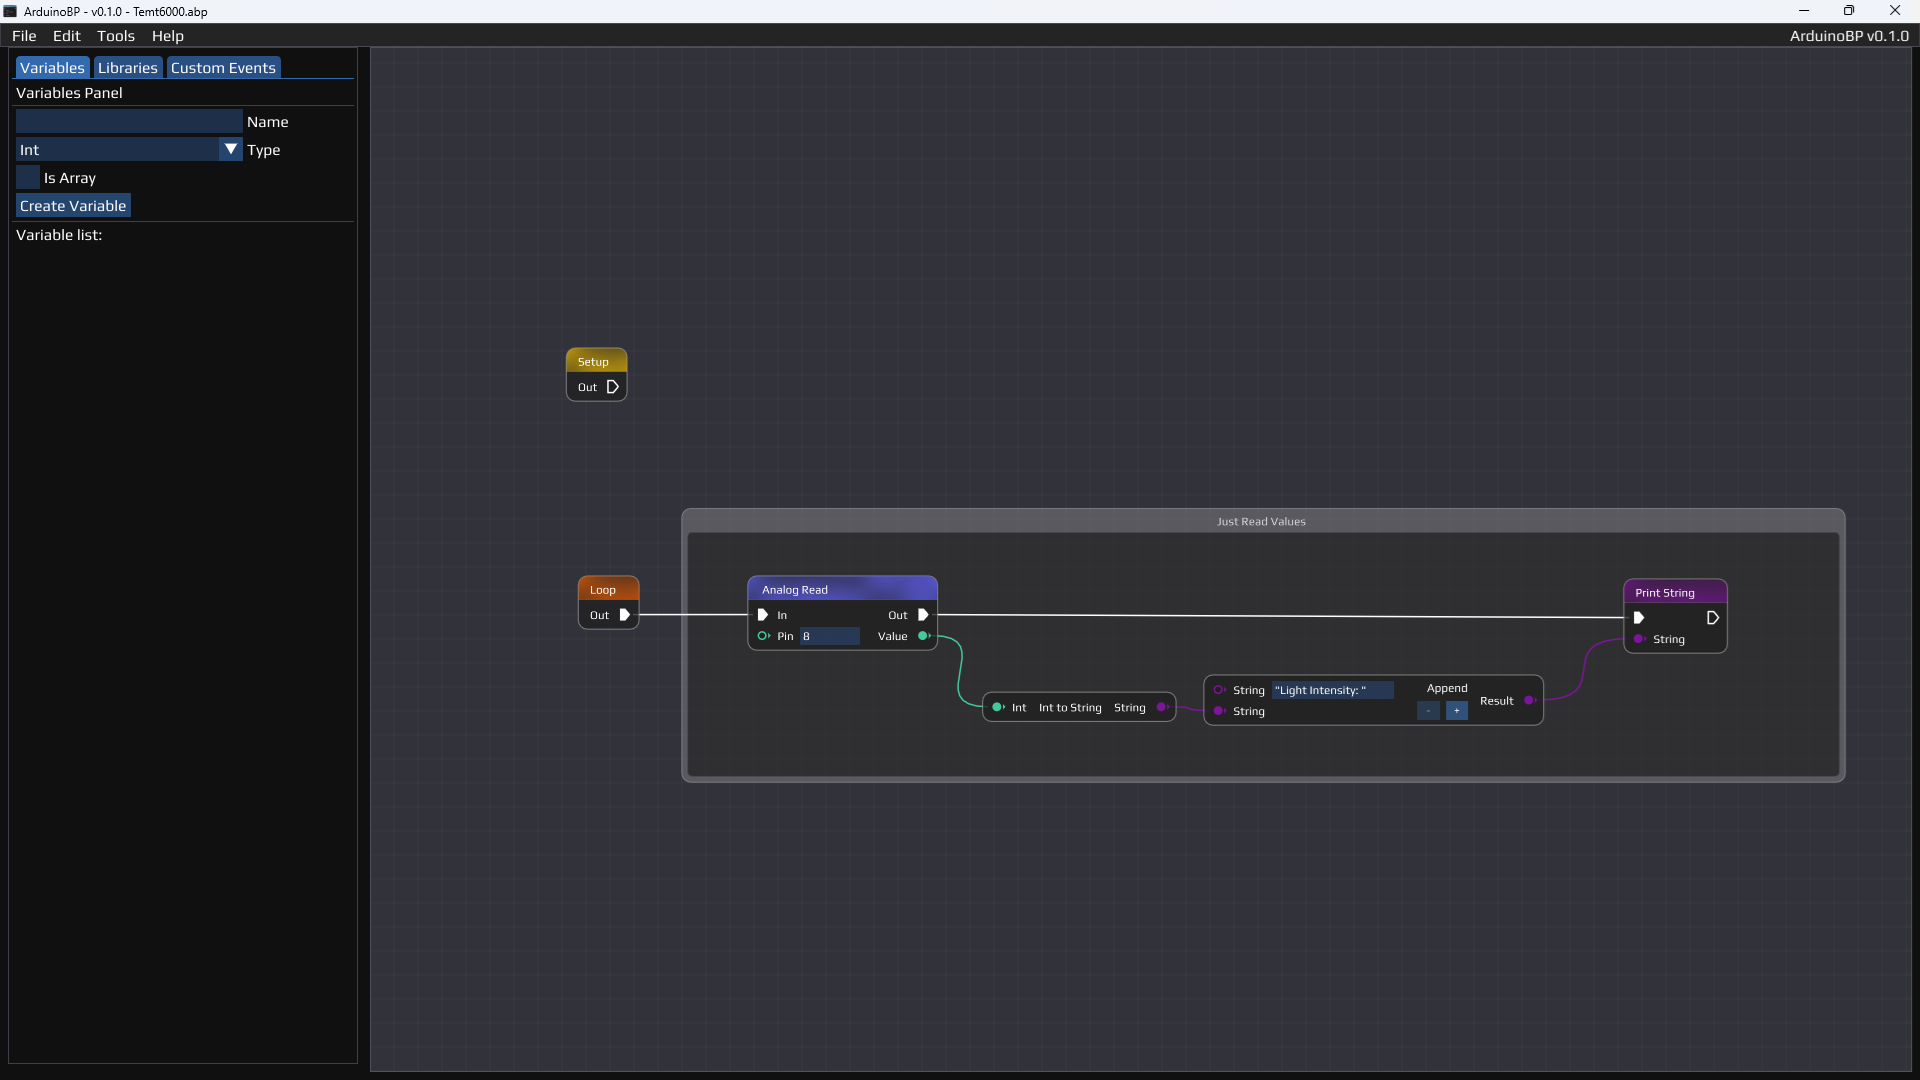 ArduinoBP - v0.1.0 - Temt6000.abp
File Edit Tools Help ArduinoBP v0.1.0
Variables Libraries Custom Events
Variables Panel
Name
Int Type
Is Array
Create Variable
Variable list:
Setup
Out
Just Read Values
Loop
Out
Analog Read
In Out
Pin 8 Value
Print String
String
Int Int to String String
String "Light Intensity: " Append
String - + Result